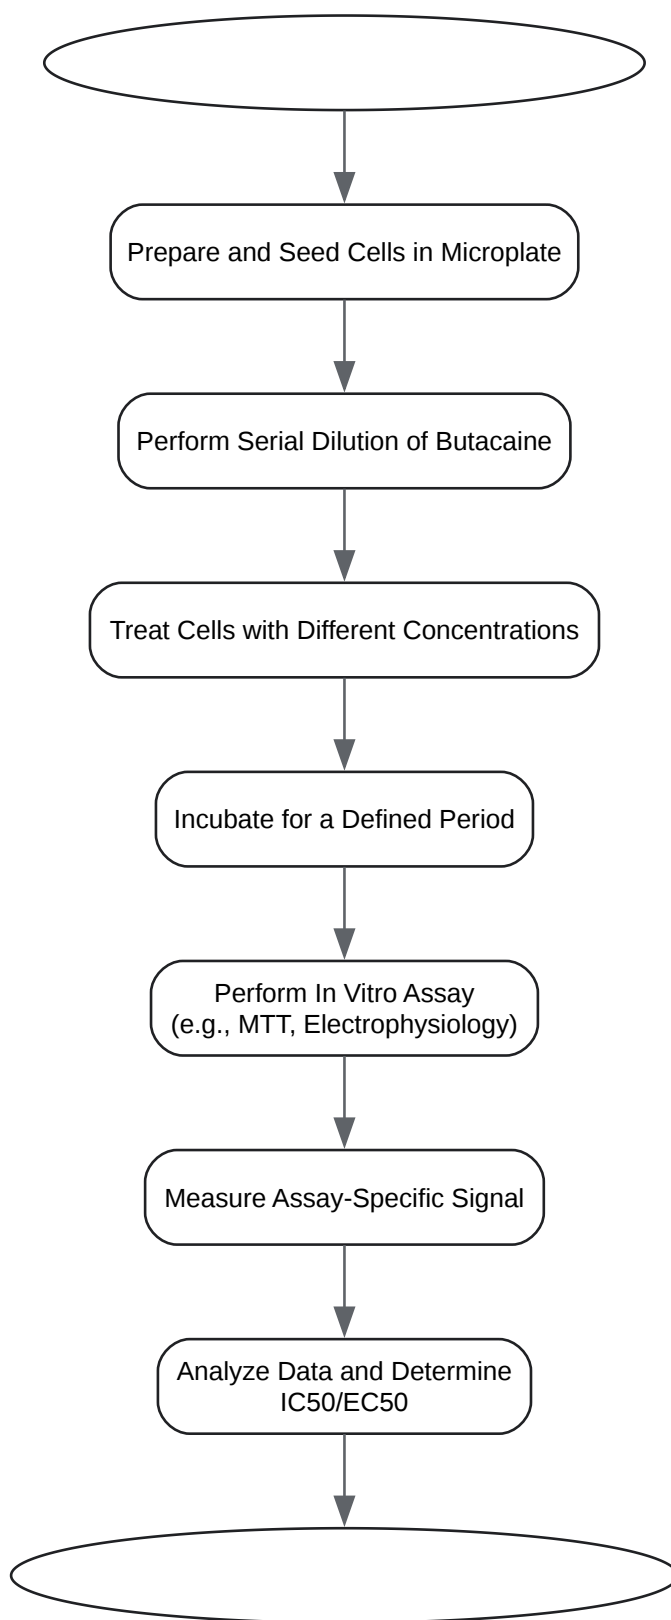 Prepare and Seed Cells in Microplate
Perform Serial Dilution of Butacaine
Treat Cells with Different Concentrations
Incubate for a Defined Period
Perform In Vitro Assay
(e.g., MTT, Electrophysiology)
Measure Assay-Specific Signal
Analyze Data and Determine
IC50/EC50